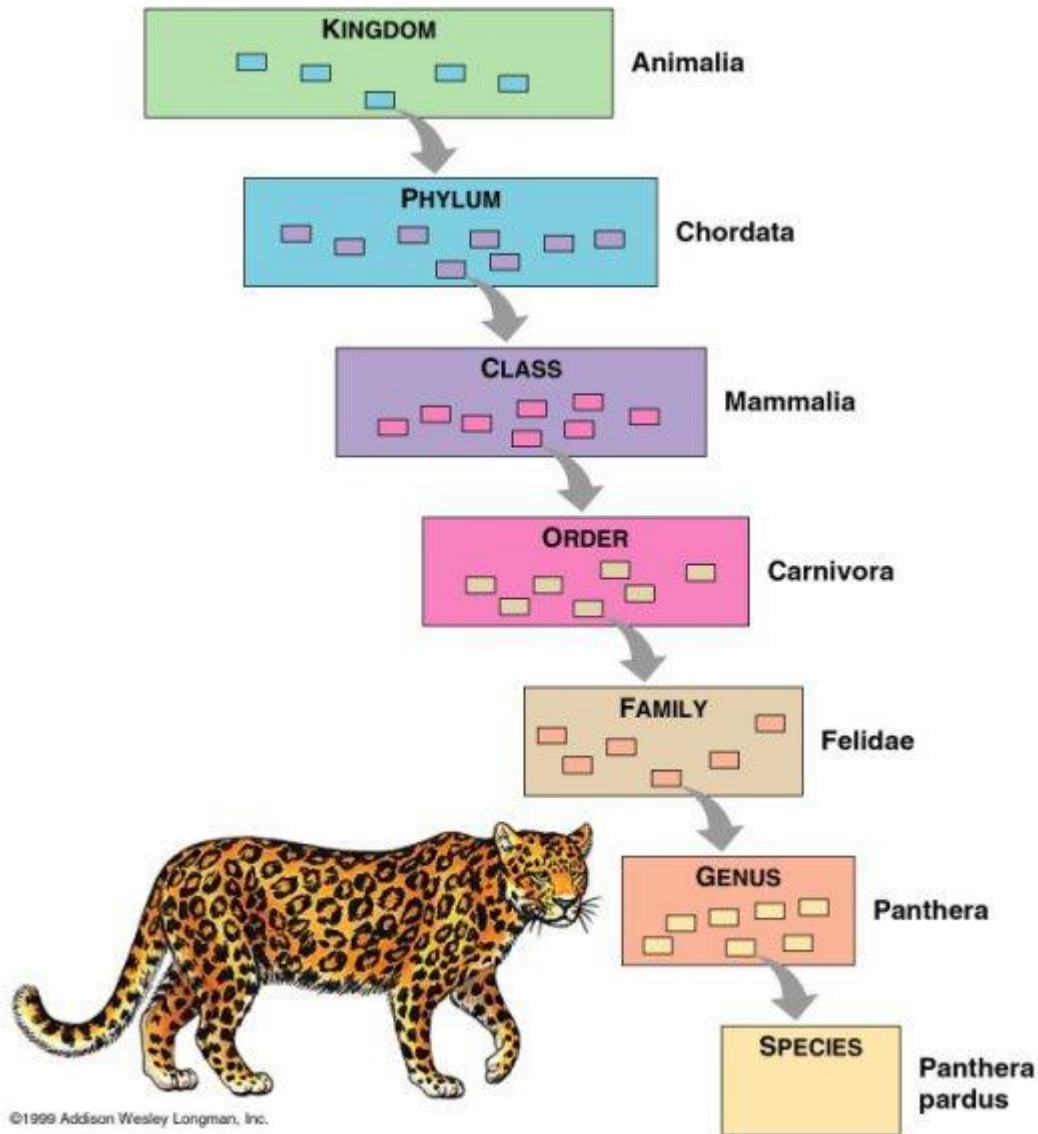 KINGDOM
Animalia
PHYLUM
Chordata
CLASS
Mammalia
ORDER
Carnivora
FAMILY
Felidae
GENUS
Panthera
SPECIES
Panthera
pardus
©1999 Addison Wesley Longman, Inc.